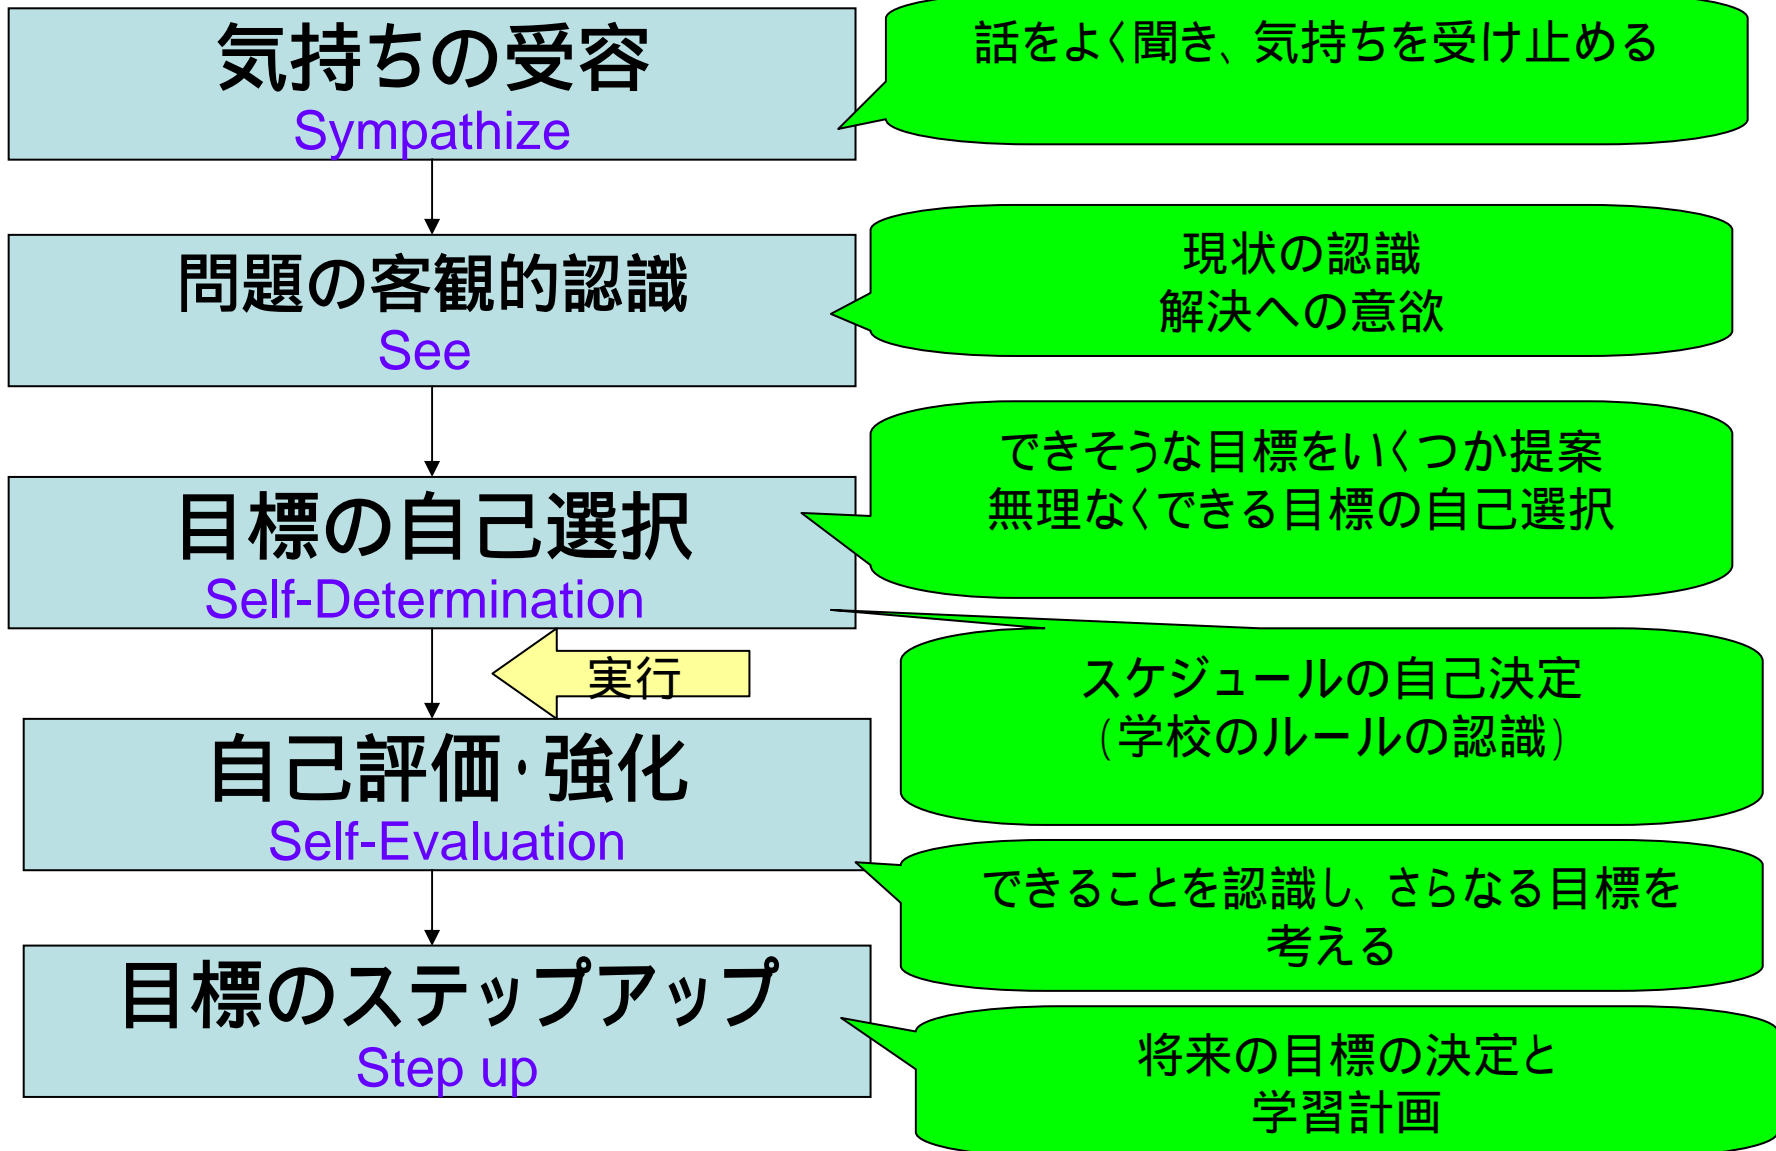 気持ちの受容
Sympathize
話をよく聞き、気持ちを受け止める
問題の客観的認識
See
現状の認識
解決への意欲
目標の自己選択
Self-Determination
できそうな目標をいくつか提案
無理なくできる目標の自己選択
スケジュールの自己決定
(学校のルールの認識)
実行
自己評価・強化
Self-Evaluation
できることを認識し、さらなる目標を
考える
目標のステップアップ
Step up
将来の目標の決定と
学習計画